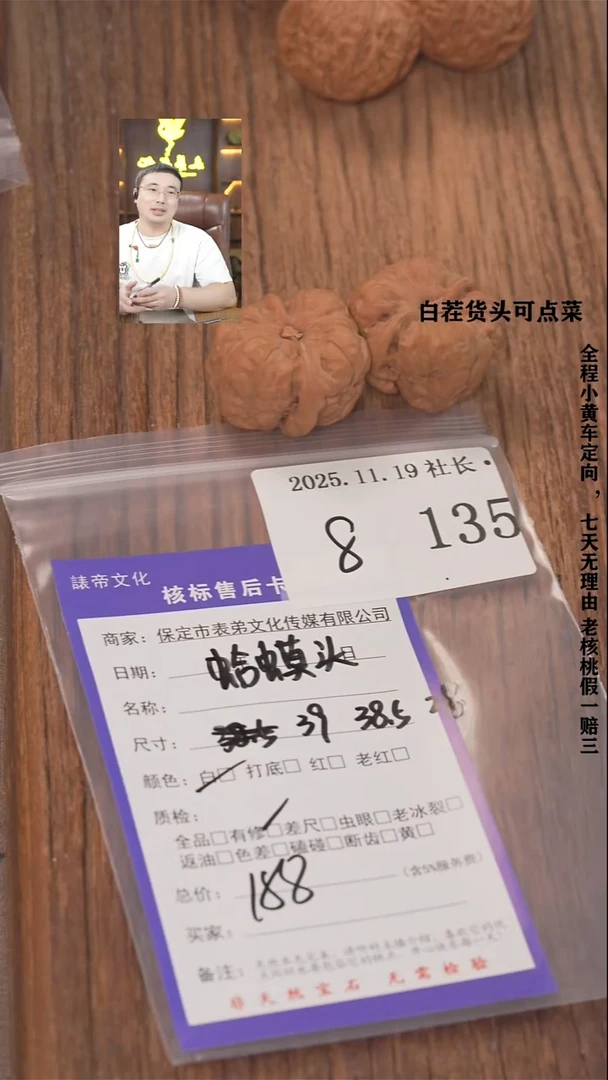 白茬货头可点菜
全程小黄车定向，七天无理由 老核桃假一赔三
2025.11.19 社长·
8 135
諘帝文化
核标售后卡
商家：保定市表弟文化传媒有限公司
日期：蛤蟆头
名称：
尺寸：39 38.5
颜色：白□ 打底□ 红□ 老红□
质检：
全品□有修□差尺□虫眼□老冰裂□
返油□色差□磕碰□断齿□黄□
总价：188 （含5%服务费）
买家：
备注：
非天然宝石 无需检验